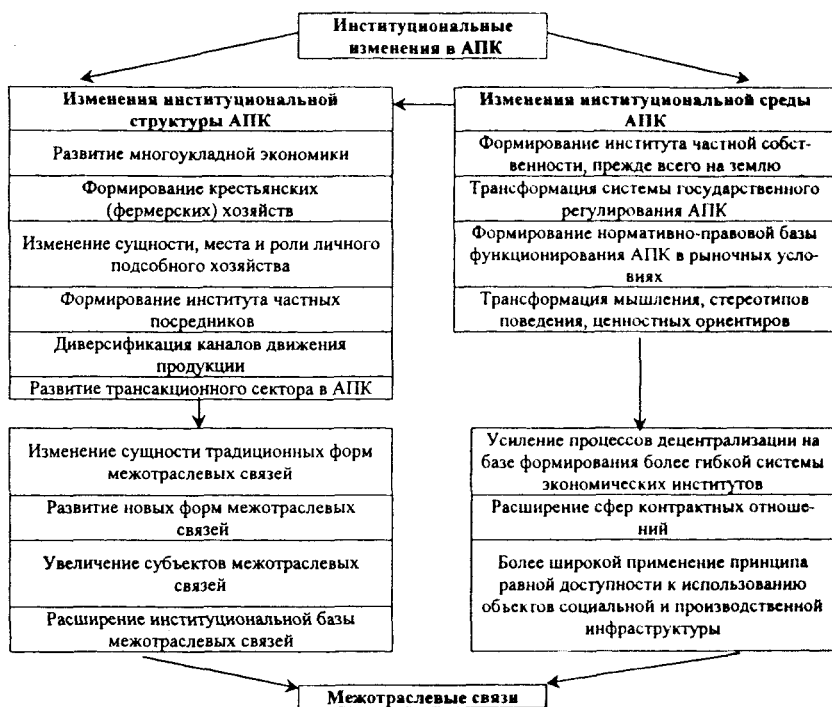 Институциональные
изменения в АПК
Изменения институциональной
структуры АПК
Развитие многоукладной экономики
Формирование крестьянских
(фермерских) хозяйств
Изменение сущности, места и роли личного
подсобного хозяйства
Формирование института частных
посредников
Диверсификация каналов движения
продукции
Развитие трансакционного сектора в АПК
Изменения институциональной среды
АПК
Формирование института частной собст-
венности, прежде всего на землю
Трансформация системы государственного
регулирования АПК
Формирование нормативно-правовой базы
функционирования АПК в рыночных усло-
виях
Трансформация мышления, стереотипов
поведения, ценностных ориентиров
Изменение сущности традиционных форм
межотраслевых связей
Развитие новых форм межотраслевых
связей
Увеличение субъектов межотраслевых
связей
Расширение институциональной базы
межотраслевых связей
Усиление процессов децентрализации на
базе формирования более гибкой системы
экономических институтов
Расширение сфер контрактных отноше-
ний
Более широкой применение принципа
равной доступности к использованию
объектов социальной и производственной
инфраструктуры
Межотраслевые связи